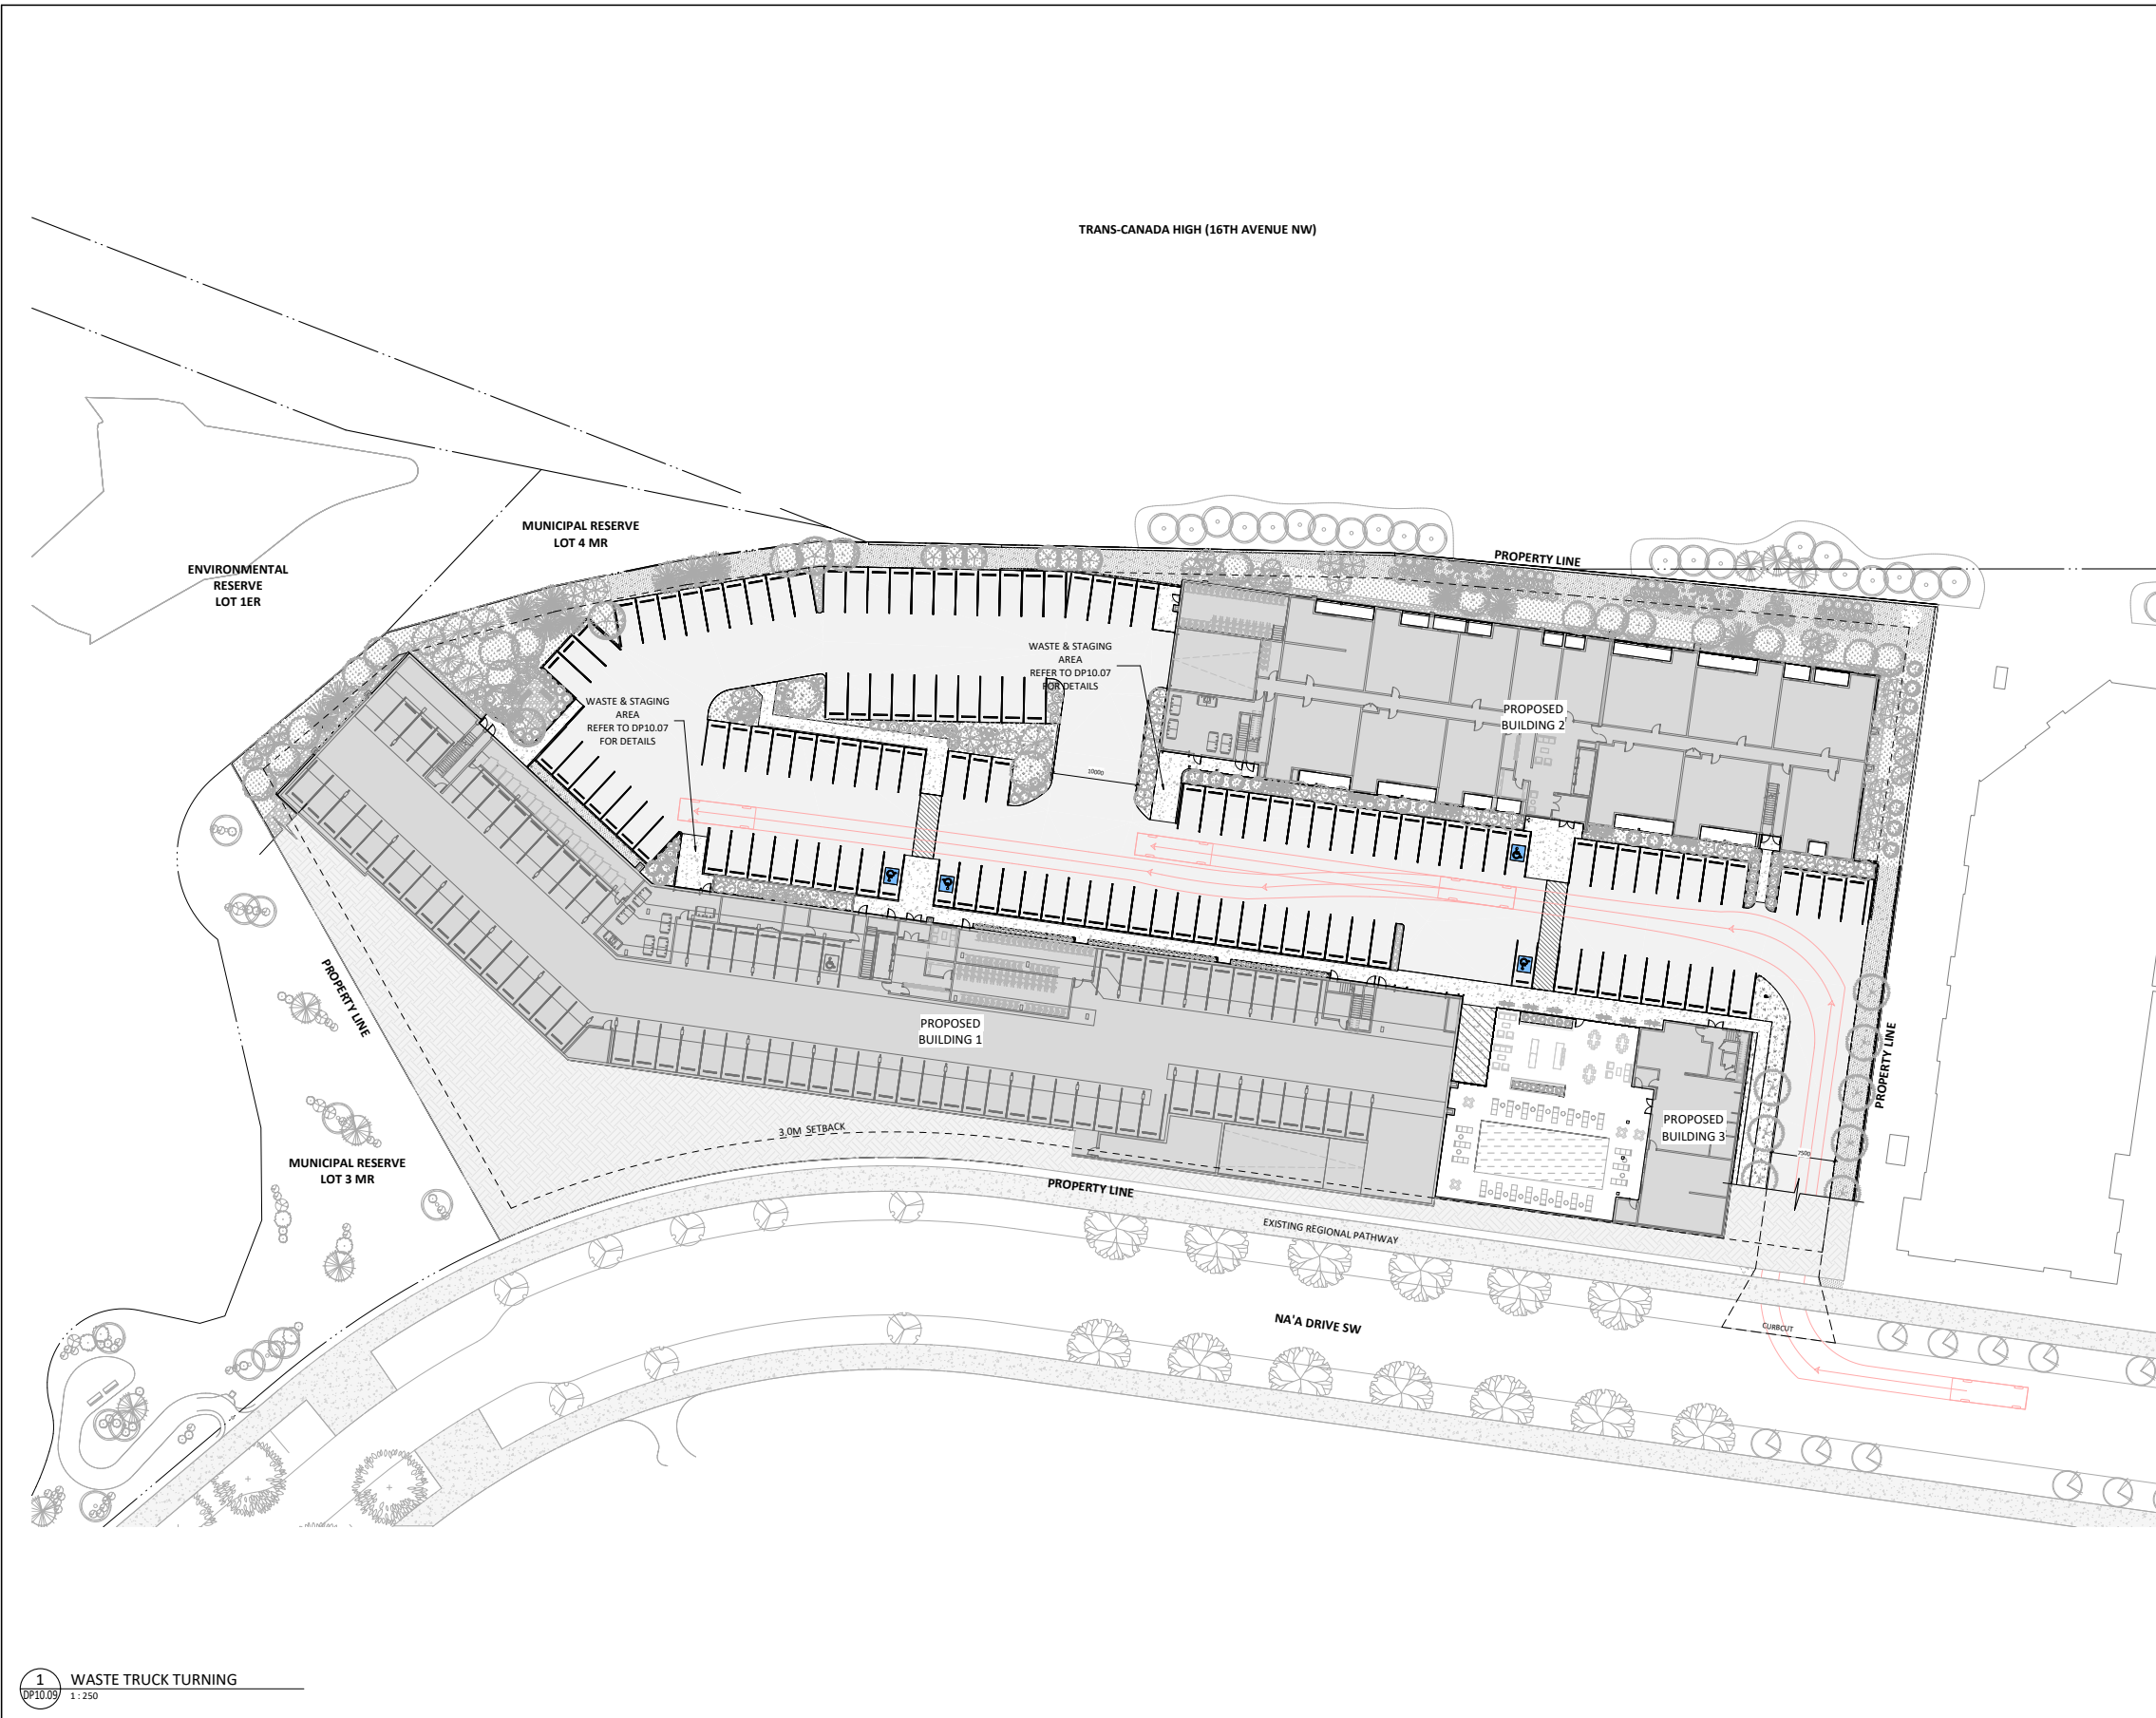 TRANS-CANADA HIGH (16TH AVENUE NW)
MUNICIPAL RESERVE
LOT 4 MR
ENVIRONMENTAL
RESERVE
LOT 1ER
PROPERTY LINE
WASTE & STAGING
AREA
REFER TO DP10.07
FOR DETAILS
WASTE & STAGING
AREA
REFER TO DP10.07
FOR DETAILS
PROPOSED
BUILDING 2
10000
PROPERTY LINE
PROPOSED
BUILDING 1
PROPERTY LINE
PROPOSED
BUILDING 3
3.0M SETBACK
7500
MUNICIPAL RESERVE
LOT 3 MR
PROPERTY LINE
EXISTING REGIONAL PATHWAY
NA'A DRIVE SW
CURBCUT
1
DP10.09
WASTE TRUCK TURNING
1 : 250